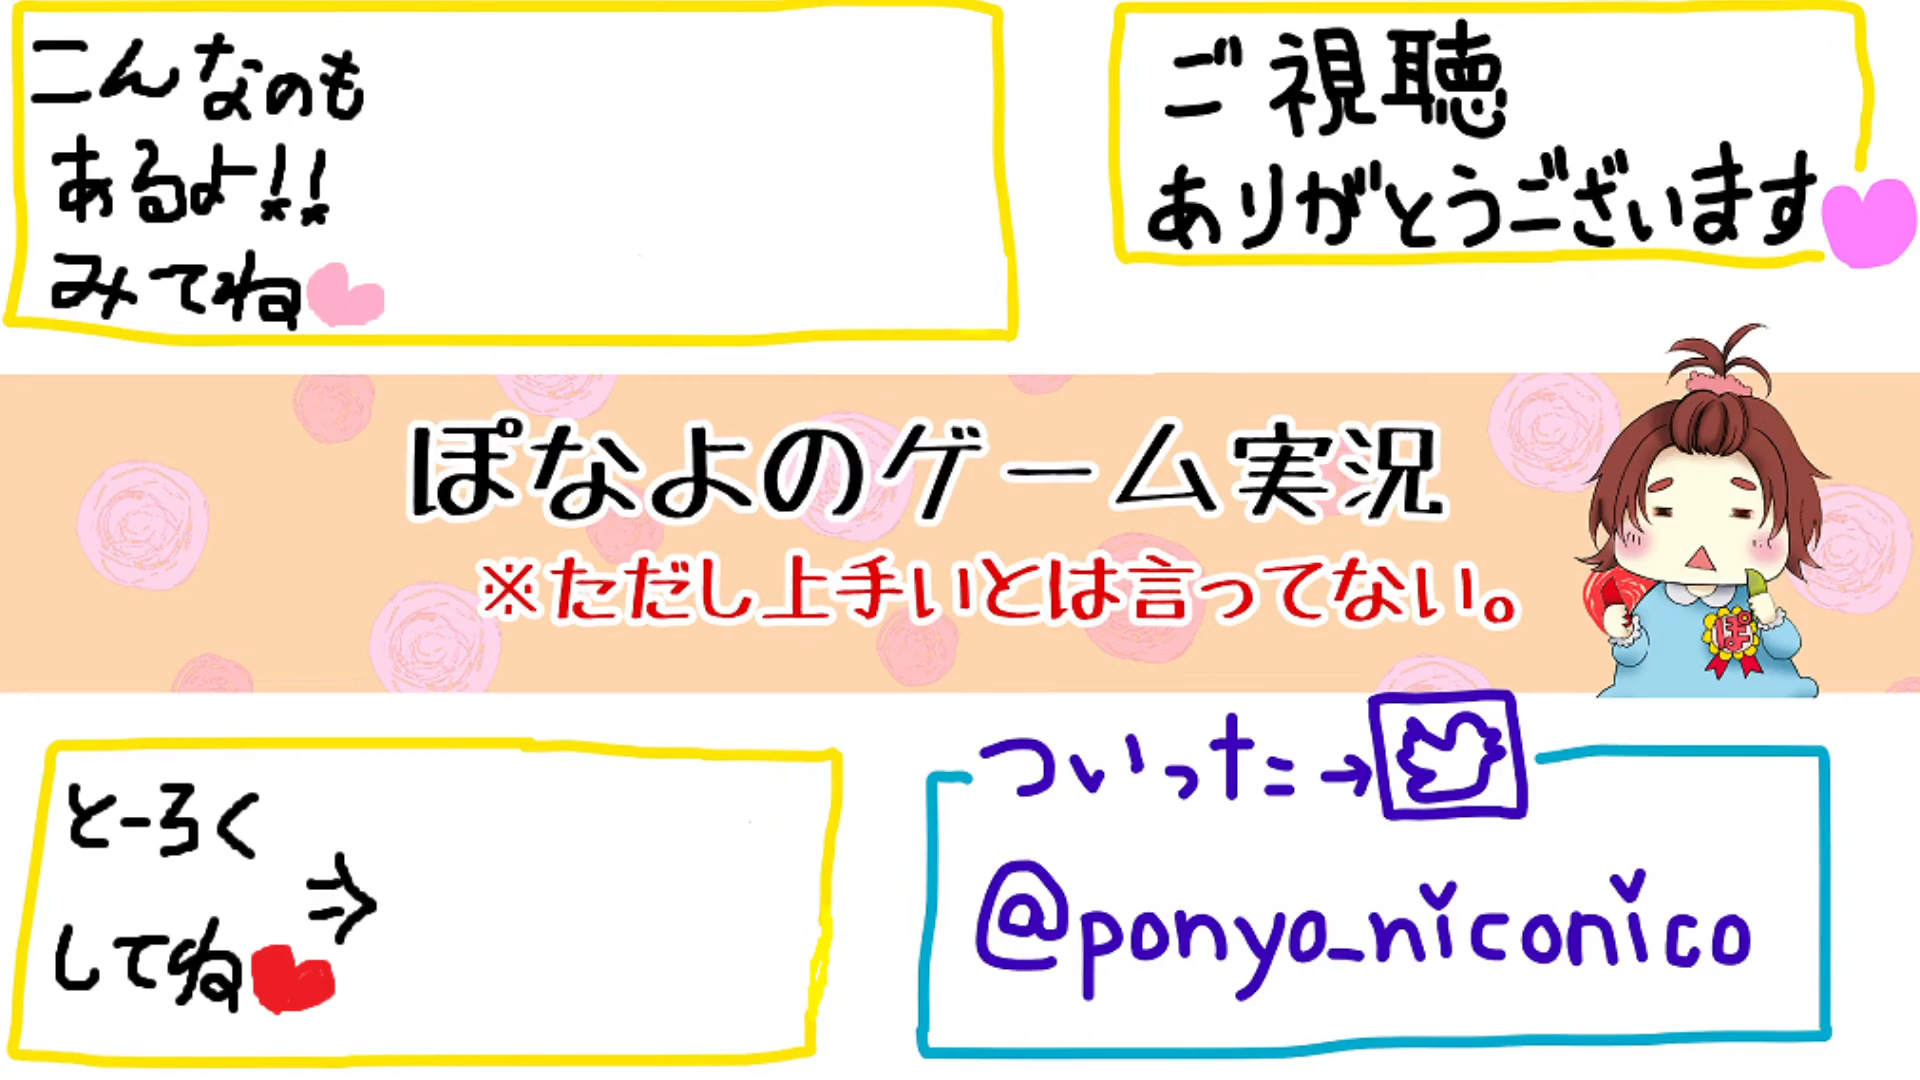 こんなのも
あるよ!!
みてね
ご視聴
ありがとうございます
ぽなよのゲーム実況
※ただし上手いとは言ってない。
ぽ
とーろく
してね
ついった→
@ponyo_niconico